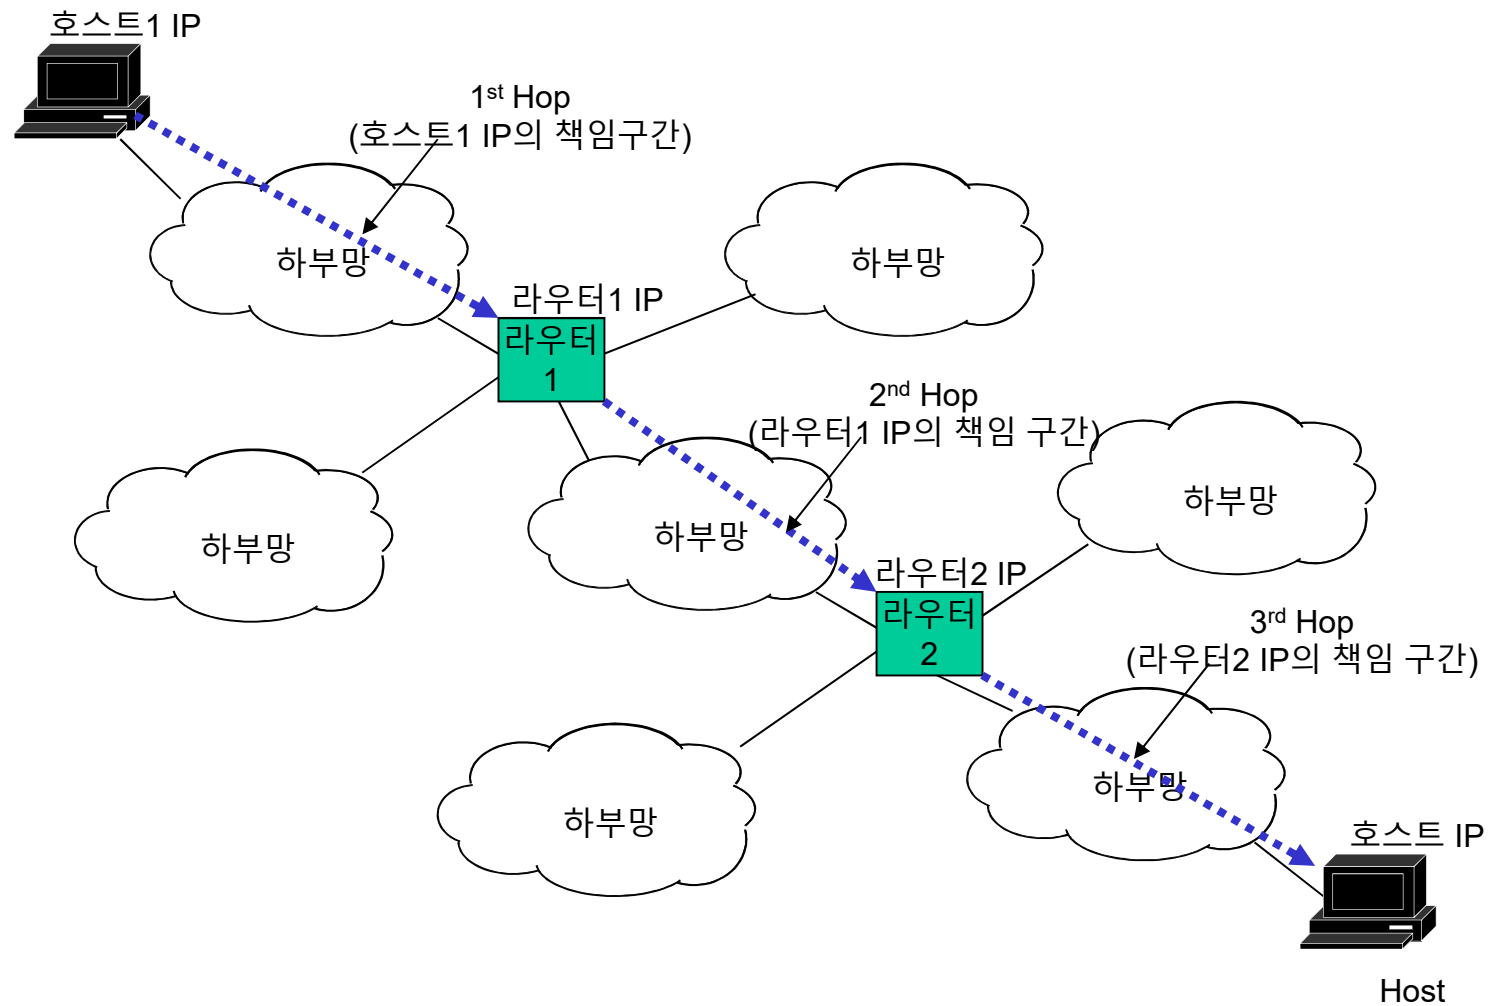 호스트1 IP
1st Hop
(호스트1 IP의 책임구간)
하부망
하부망
라우터1 IP
라우터
1
2nd Hop
(라우터1 IP의 책임 구간)
하부망
하부망
하부망
라우터2 IP
라우터
2
3rd Hop
(라우터2 IP의 책임 구간)
하부망
하부망
호스트 IP
Host